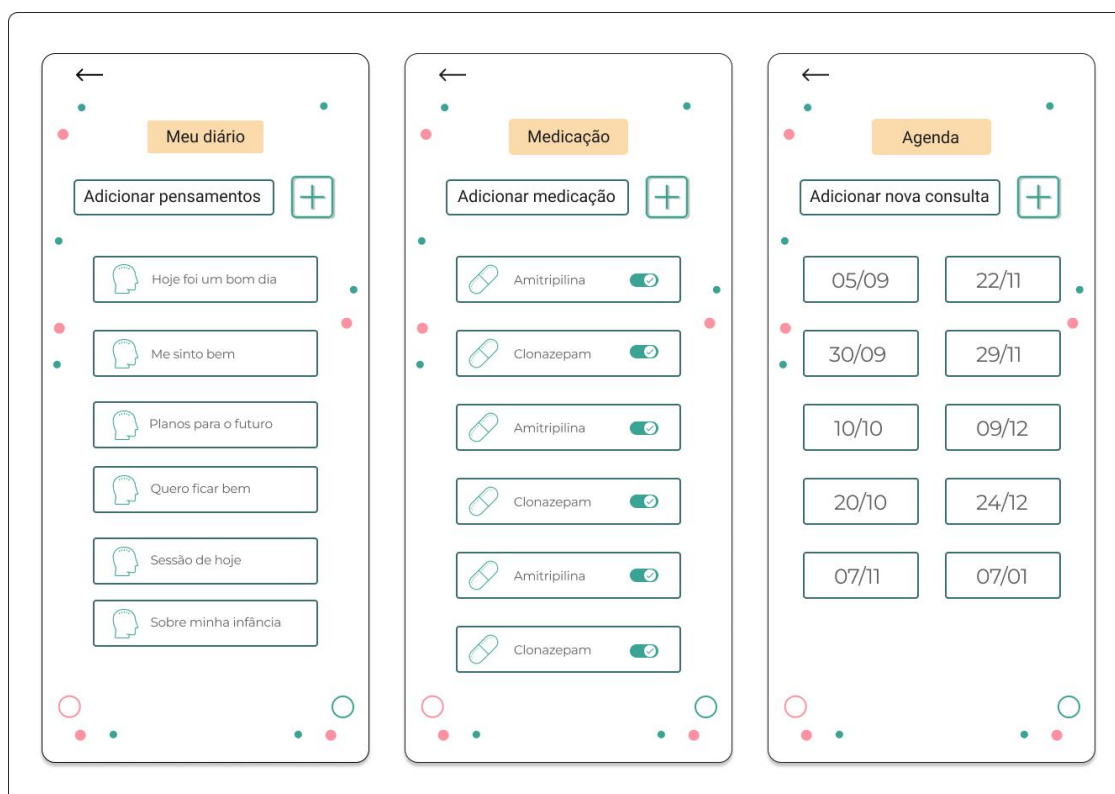 Meu diário
Adicionar pensamentos
Hoje foi um bom dia
Me sinto bem
Planos para o futuro
Quero ficar bem
Sessão de hoje
Sobre minha infância
Medicação
Adicionar medicação
Amitripilina
Clonazepam
Amitripilina
Clonazepam
Amitripilina
Clonazepam
Agenda
Adicionar nova consulta
05/09 22/11
30/09 29/11
10/10 09/12
20/10 24/12
07/11 07/01